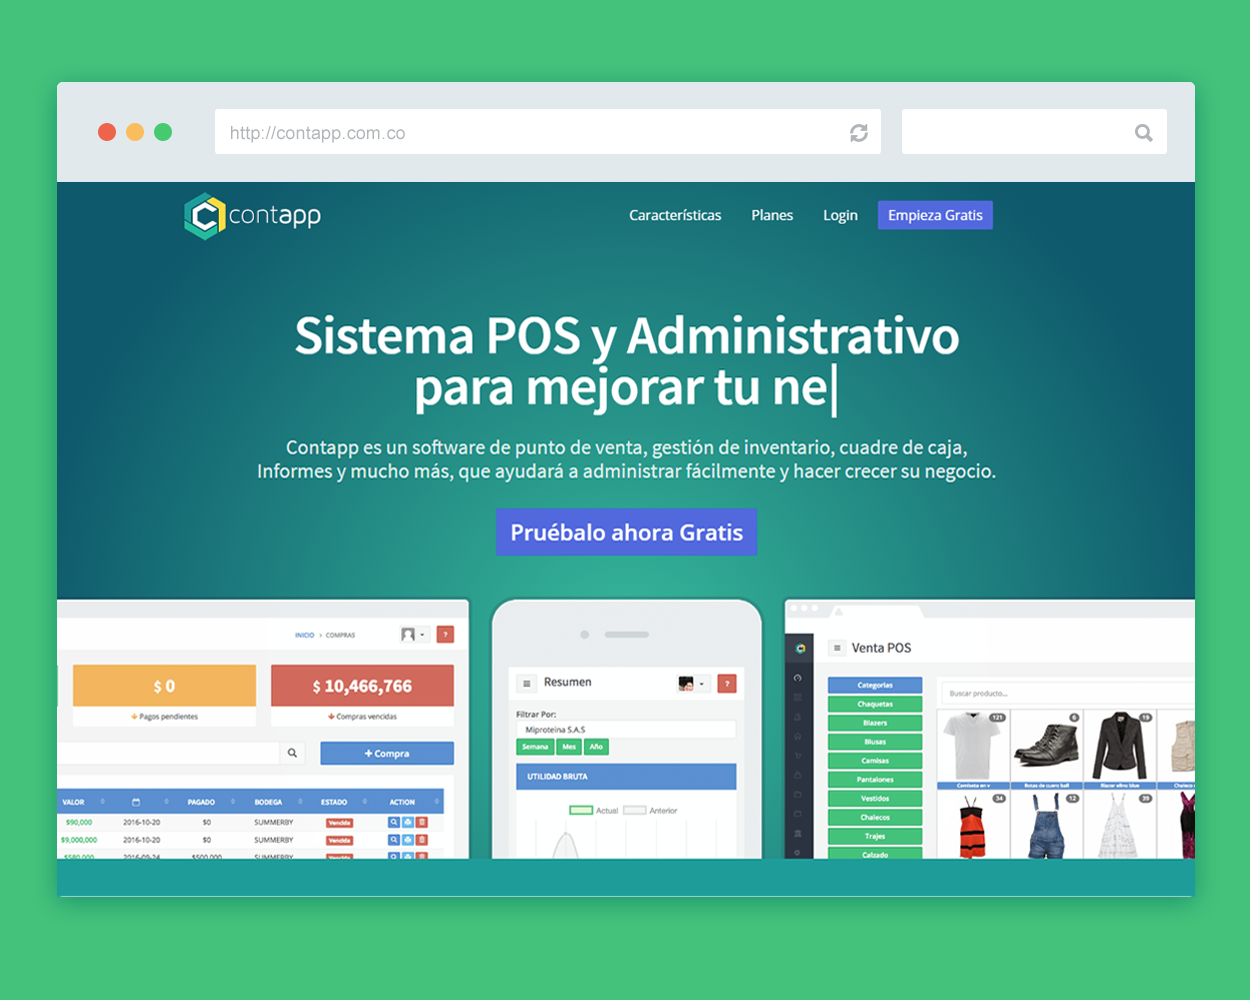 http://contapp.com.co
contapp
Características
Planes
Login
Empieza Gratis
Sistema POS y Administrativo
para mejorar tu ne|
Contapp es un software de punto de venta, gestión de inventario, cuadre de caja,
Informes y mucho más, que ayudará a administrar fácilmente y hacer crecer su negocio.
Pruébalo ahora Gratis
INICIO > COMPRAS
?
$ 0
Pagos pendientes
$ 10,466,766
Compras vencidas
+ Compra
VALOR PAGADO BODEGA ESTADO ACTION
$90,000 2016-10-20 $0 SUMMERBY Vencida
$9,000,000 2016-10-20 $0 SUMMERBY Vencida
$580,000 2016-09-24 $500,000 SUMMERBY Vencida
Resumen
?
Filtrar Por:
Miproteina S.A.S
Semana Mes Año
UTILIDAD BRUTA
Actual Anterior
Venta POS
Categorias
Chaquetas
Blazers
Blusas
Camisas
Pantalones
Vestidos
Chalecos
Trajes
Calzado
Buscar producto...
121 6 19
Camiseta en v Botas de cuero ball Blazer elino blue Chaleco
34 12 39